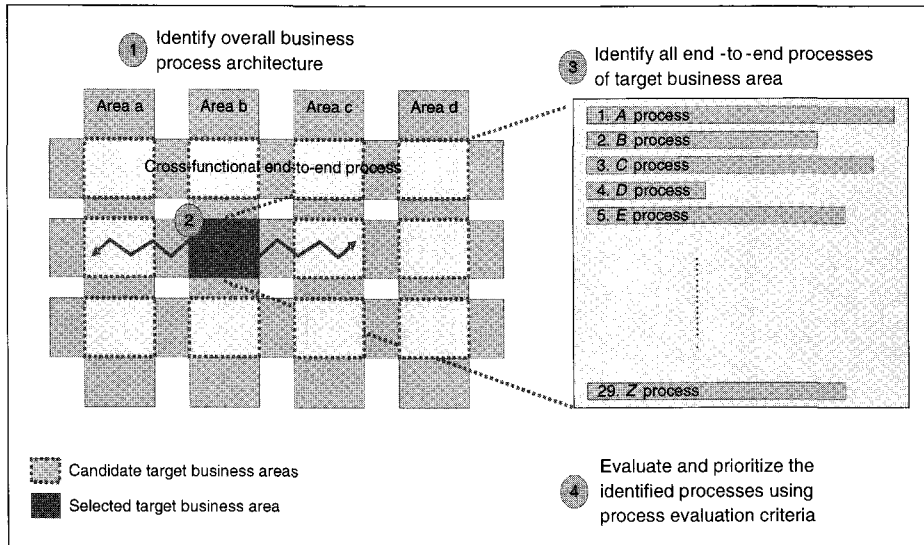 1 Identify overall business
process architecture
Area a
Area b
Area c
Area d
Cross-functional end-to-end process
2
3 Identify all end -to-end processes
of target business area
1. A process
2. B process
3. C process
4. D process
5. E process
29. Z process
Candidate target business areas
Selected target business area
4 Evaluate and prioritize the
identified processes using
process evaluation criteria